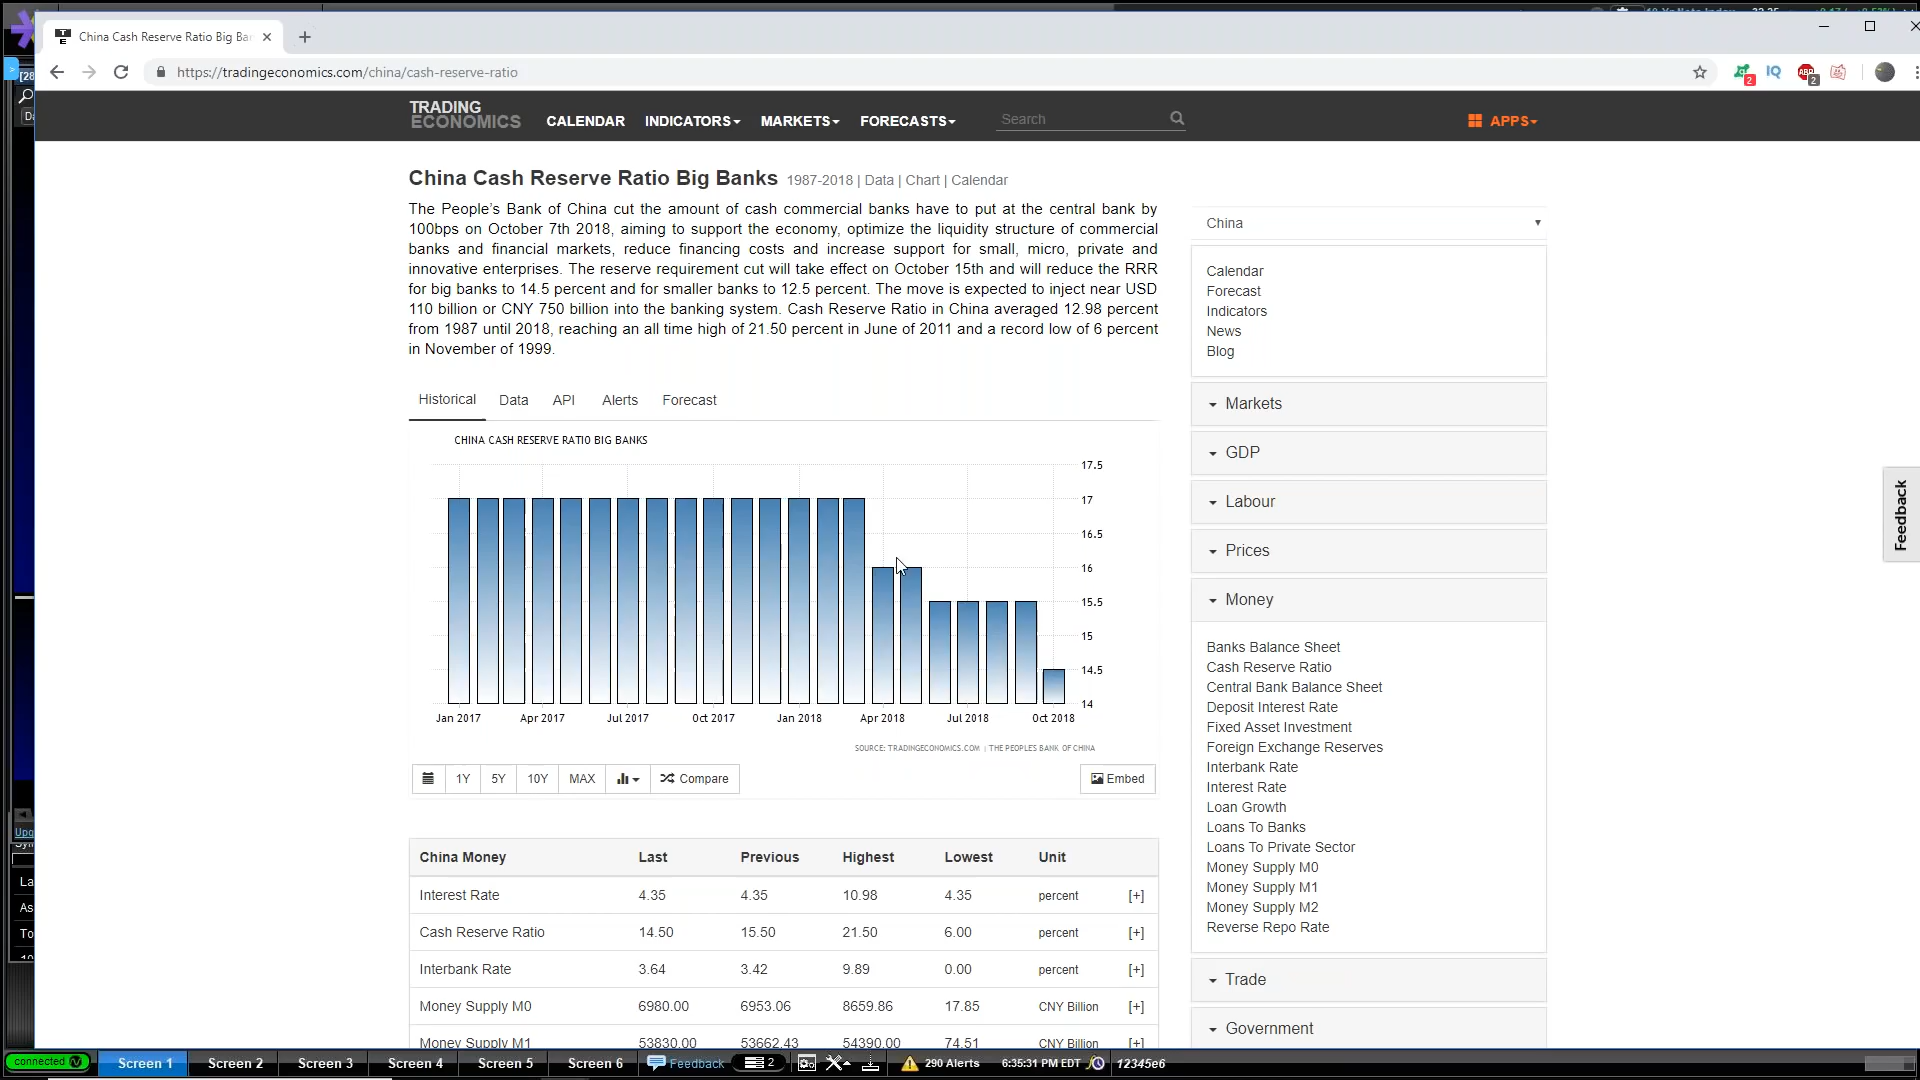 China Cash Reserve Ratio Big Ba
https://tradingeconomics.com/china/cash-reserve-ratio
TRADING
ECONOMICS
CALENDAR INDICATORS MARKETS FORECASTS Search APPS
China Cash Reserve Ratio Big Banks 1987-2018 | Data | Chart | Calendar
The People's Bank of China cut the amount of cash commercial banks have to put at the central bank by
100bps on October 7th 2018, aiming to support the economy, optimize the liquidity structure of commercial
banks and financial markets, reduce financing costs and increase support for small, micro, private and
innovative enterprises. The reserve requirement cut will take effect on October 15th and will reduce the RRR
for big banks to 14.5 percent and for smaller banks to 12.5 percent. The move is expected to inject near USD
110 billion or CNY 750 billion into the banking system. Cash Reserve Ratio in China averaged 12.98 percent
from 1987 until 2018, reaching an all time high of 21.50 percent in June of 2011 and a record low of 6 percent
in November of 1999.
Historical Data API Alerts Forecast
CHINA CASH RESERVE RATIO BIG BANKS
17.5
17
16.5
16
15.5
15
14.5
14
Jan 2017 Apr 2017 Jul 2017 Oct 2017 Jan 2018 Apr 2018 Jul 2018 Oct 2018
SOURCE: TRADINGECONOMICS.COM | THE PEOPLES BANK OF CHINA
1Y 5Y 10Y MAX Compare Embed
China Money Last Previous Highest Lowest Unit
Interest Rate 4.35 4.35 10.98 4.35 percent [+]
Cash Reserve Ratio 14.50 15.50 21.50 6.00 percent [+]
Interbank Rate 3.64 3.42 9.89 0.00 percent [+]
Money Supply M0 6980.00 6953.06 8659.86 17.85 CNY Billion [+]
Money Supply M1 53830.00 53662.43 54390.00 74.51 CNY Billion [+]
China
Calendar
Forecast
Indicators
News
Blog
Markets
GDP
Labour
Prices
Money
Banks Balance Sheet
Cash Reserve Ratio
Central Bank Balance Sheet
Deposit Interest Rate
Fixed Asset Investment
Foreign Exchange Reserves
Interbank Rate
Interest Rate
Loan Growth
Loans To Banks
Loans To Private Sector
Money Supply M0
Money Supply M1
Money Supply M2
Reverse Repo Rate
Trade
Government
Feedback
connected Screen 1 Screen 2 Screen 3 Screen 4 Screen 5 Screen 6 Feedback 2 290 Alerts 6:35:31 PM EDT 12345e6